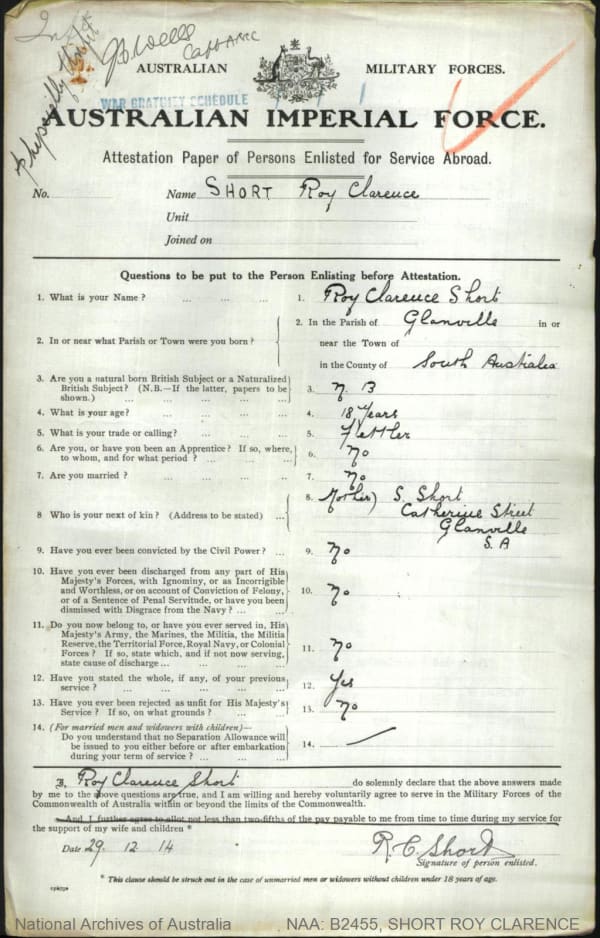 In
physically Unfit
G B Wells
Capt AMC
AUSTRALIAN MILITARY FORCES.
WAR GRATUITY SCHEDULE
AUSTRALIAN IMPERIAL FORCE.
Attestation Paper of Persons Enlisted for Service Abroad.
No. Name SHORT Roy Clarence
Unit
Joined on
Questions to be put to the Person Enlisting before Attestation.
1. What is your Name ? ... ... ... 1. Roy Clarence Short
2. In or near what Parish or Town were you born ? 2. In the Parish of Glanville in or
near the Town of
in the County of South Australia
3. Are you a natural born British Subject or a Naturalized
British Subject? (N.B.—If the latter, papers to be
shown.) ... ... ... ... 3. N B
4. What is your age? ... ... ... ... 4. 18 Years
5. What is your trade or calling? ... ... ... 5. Fettler
6. Are you, or have you been an Apprentice? If so, where,
to whom, and for what period ? ... ... ... 6. No
7. Are you married ? ... ... ... ... 7. No
8 Who is your next of kin ? (Address to be stated) ... 8. Mother) S. Short
Catherine Street
Glanville
S. A
9. Have you ever been convicted by the Civil Power? ... 9. No
10. Have you ever been discharged from any part of His
Majesty's Forces, with Ignominy, or as Incorrigible
and Worthless, or on account of Conviction of Felony,
or of a Sentence of Penal Servitude, or have you been
dismissed with Disgrace from the Navy ? ... ... 10. No
11. Do you now belong to, or have you ever served in, His
Majesty's Army, the Marines, the Militia, the Militia
Reserve, the Territorial Force, Royal Navy, or Colonial
Forces ? If so, state which, and if not now serving,
state cause of discharge ... ... ... ... 11. No
12. Have you stated the whole, if any, of your previous
service ? ... ... ... ... 12. Yes
13. Have you ever been rejected as unfit for His Majesty's
Service ? If so, on what grounds ? ... ... 13. No
14. (For married men and widowers with children)—
Do you understand that no Separation Allowance will
be issued to you either before or after embarkation
during your term of service ? ... ... 14.
I, Roy Clarence Short do solemnly declare that the above answers made
by me to the above questions are true, and I am willing and hereby voluntarily agree to serve in the Military Forces of the
Commonwealth of Australia within or beyond the limits of the Commonwealth.
And I further agree to allot not less than two-fifths of the pay payable to me from time to time during my service for
the support of my wife and children *
Date 29. 12 14 R. C. Short
Signature of person enlisted.
* This clause should be struck out in the case of unmarried men or widowers without children under 18 years of age.
National Archives of Australia NAA: B2455, SHORT ROY CLARENCE